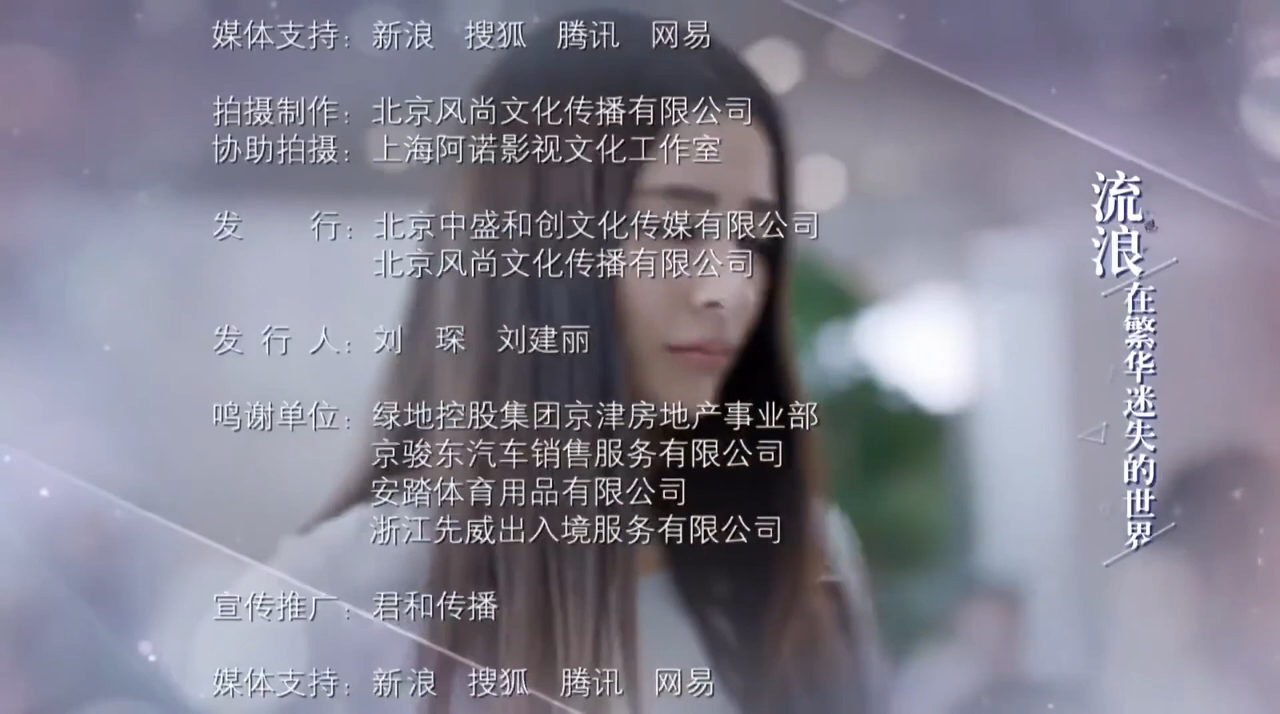 媒体支持：新浪 搜狐 腾讯 网易
拍摄制作：北京风尚文化传播有限公司
协助拍摄：上海阿诺影视文化工作室
发 行：北京中盛和创文化传媒有限公司
北京风尚文化传播有限公司
发 行 人：刘 琛 刘建丽
鸣谢单位：绿地控股集团京津房地产事业部
京骏东汽车销售服务有限公司
安踏体育用品有限公司
浙江先威出入境服务有限公司
宣传推广：君和传播
媒体支持：新浪 搜狐 腾讯 网易
流浪
在繁华迷失的世界